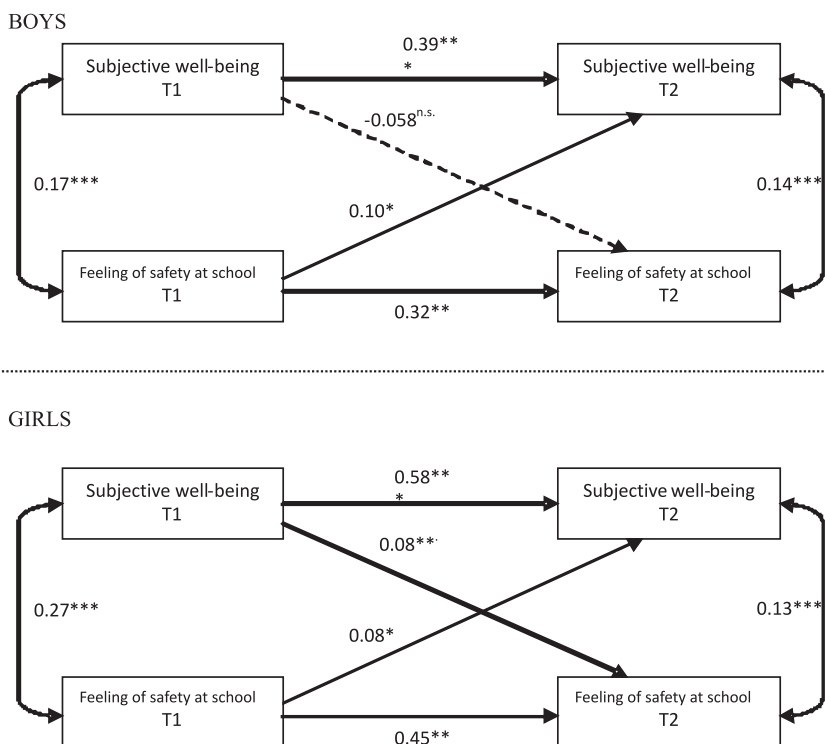 BOYS
0.39**
*
Subjective well-being
T1
Subjective well-being
T2
-0.058n.s.
0.17***
0.14***
0.10*
Feeling of safety at school
T1
Feeling of safety at school
T2
0.32**
GIRLS
0.58**
*
Subjective well-being
T1
Subjective well-being
T2
0.08**
0.27***
0.13***
0.08*
Feeling of safety at school
T1
Feeling of safety at school
T2
0.45**